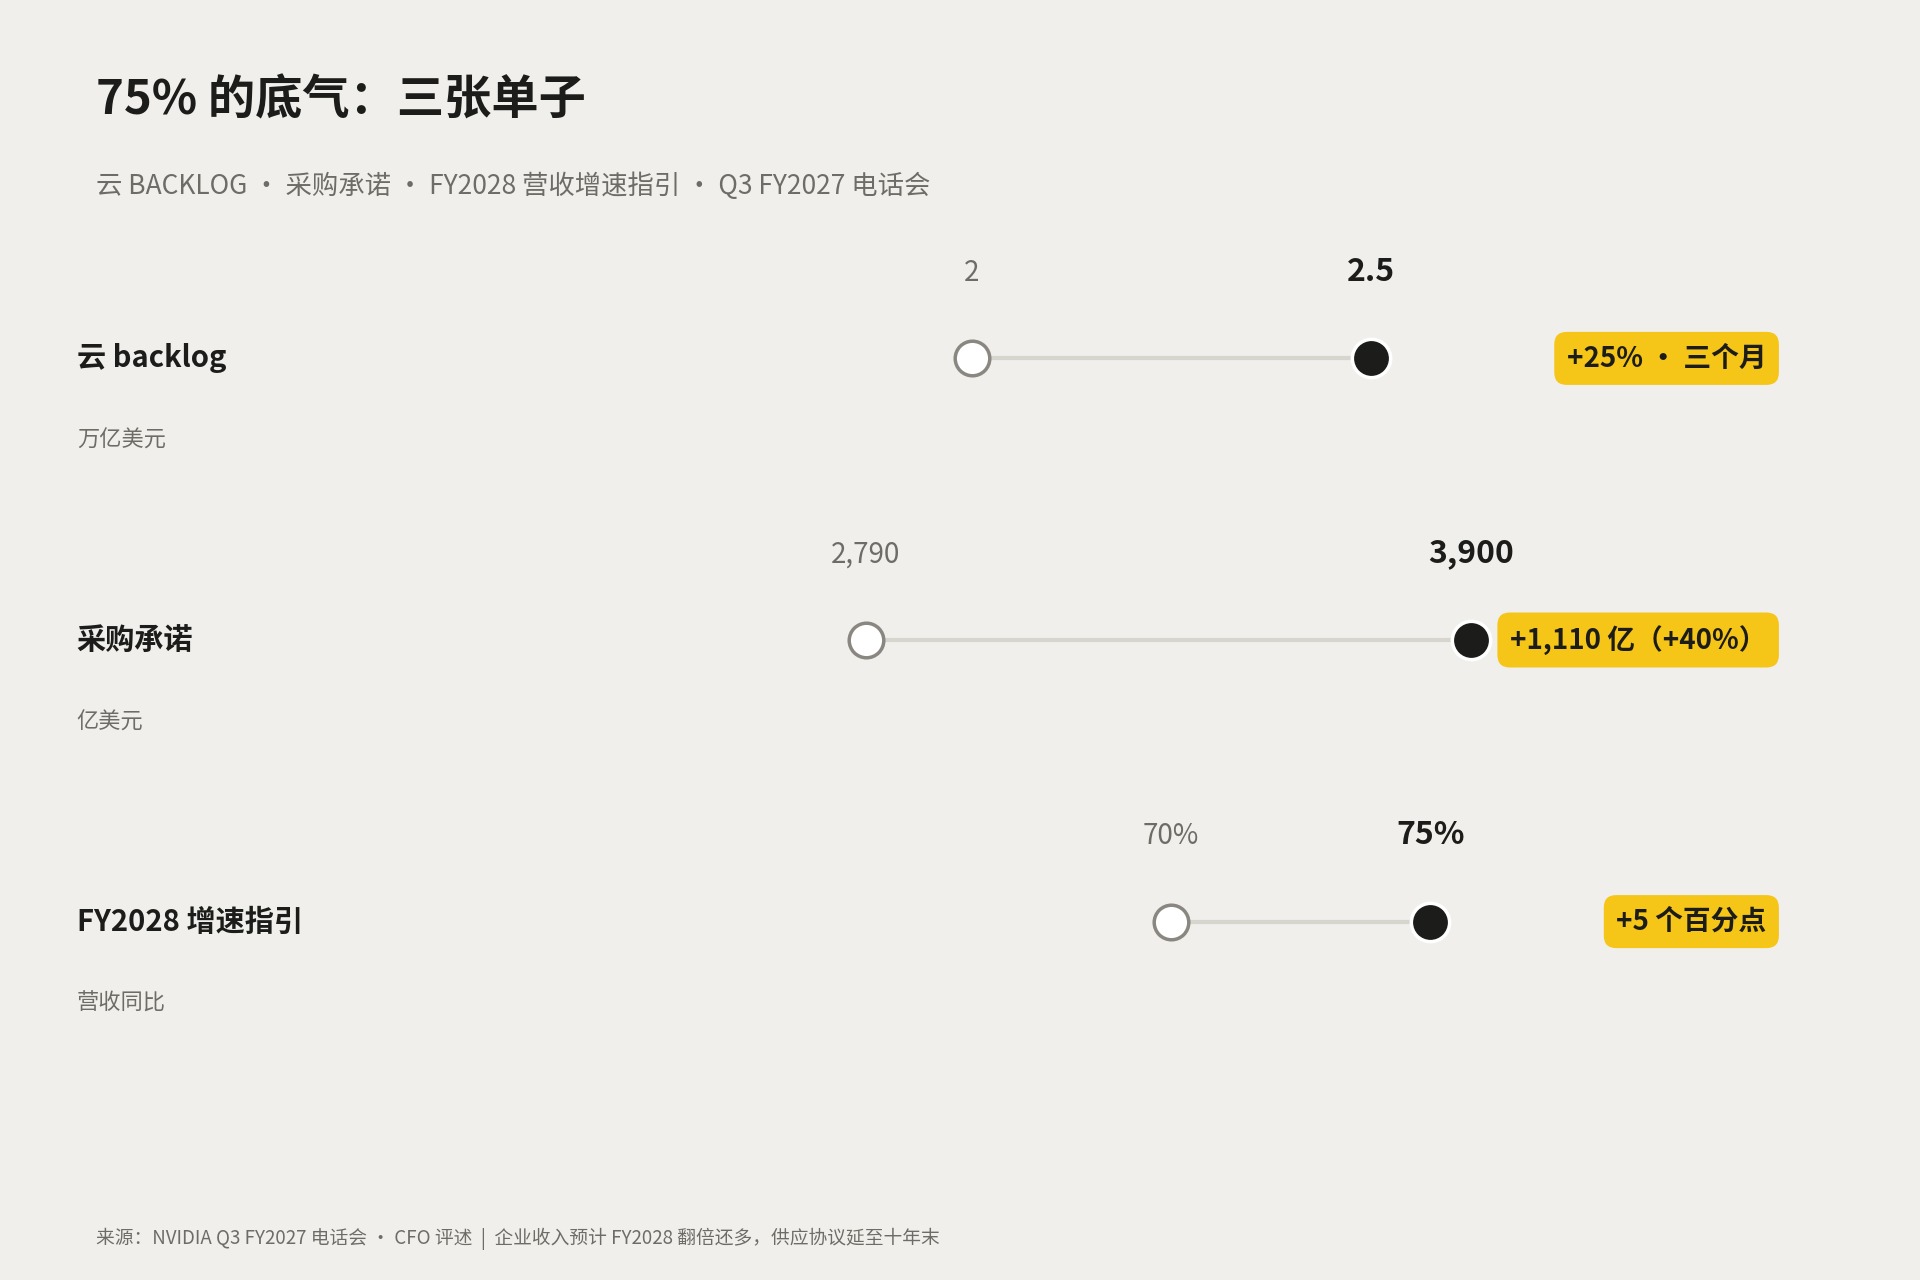 75% 的底气：三张单子
云 BACKLOG • 采购承诺 • FY2028 营收增速指引 • Q3 FY2027 电话会
2 2.5
云 backlog +25% • 三个月
万亿美元
2,790 3,900
采购承诺 +1,110 亿（+40%）
亿美元
70% 75%
FY2028 增速指引 +5 个百分点
营收同比
来源：NVIDIA Q3 FY2027 电话会 • CFO 评述 | 企业收入预计 FY2028 翻倍还多，供应协议延至十年末